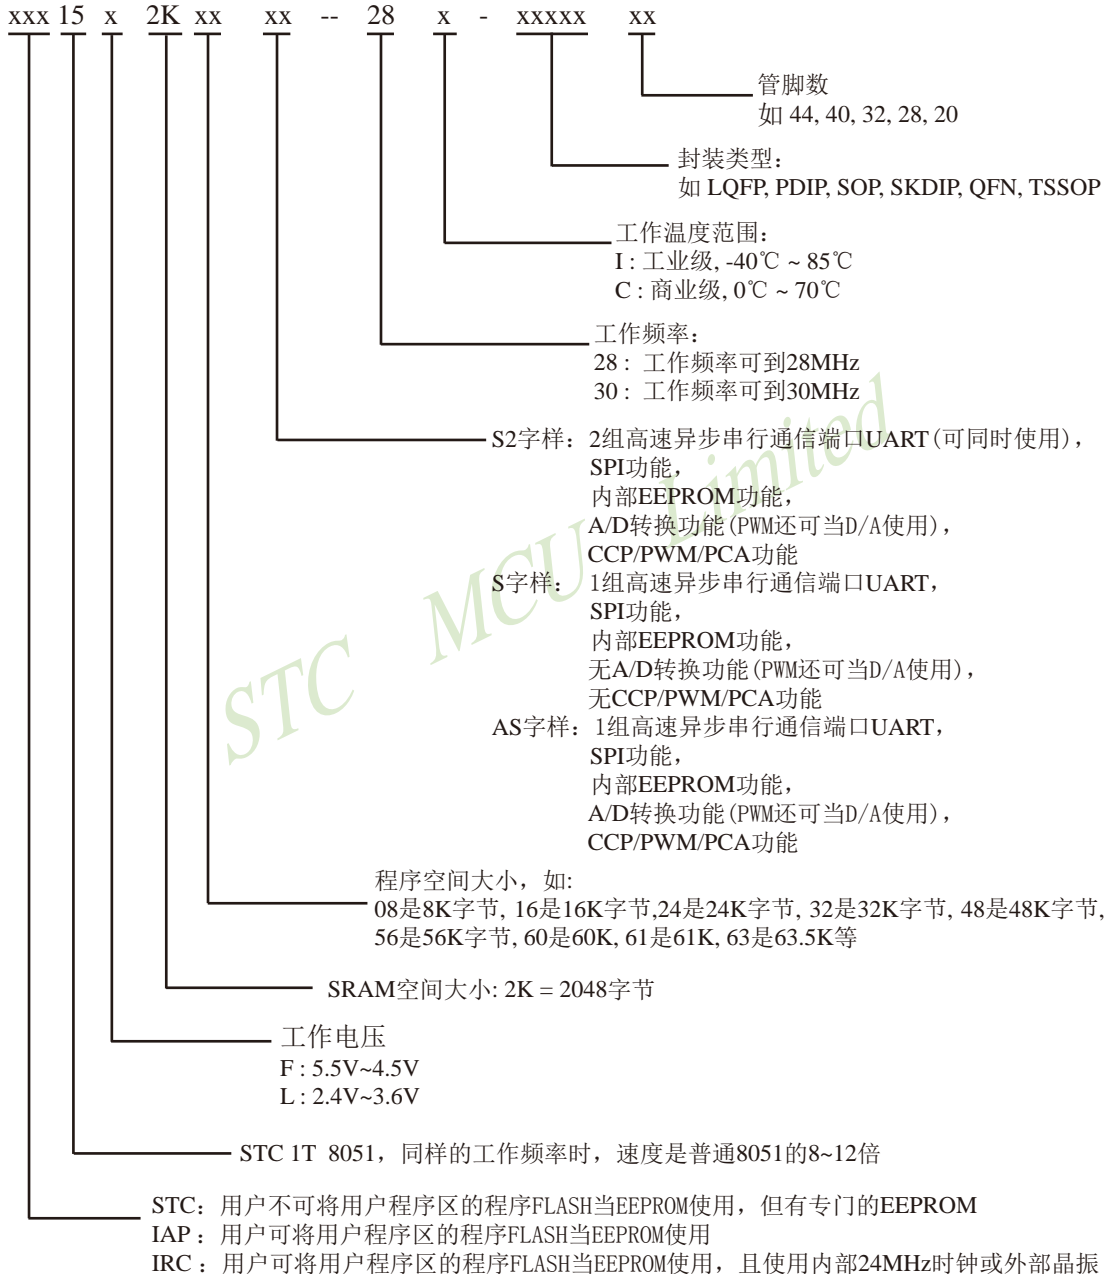 xxx 15 x 2K xx xx -- 28 x - xxxxx xx
管脚数
如 44, 40, 32, 28, 20
封装类型：
如 LQFP, PDIP, SOP, SKDIP, QFN, TSSOP
工作温度范围：
I : 工业级, -40℃ ~ 85℃
C : 商业级, 0℃ ~ 70℃
工作频率：
28 : 工作频率可到28MHz
30 : 工作频率可到30MHz
S2字样：2组高速异步串行通信端口UART(可同时使用)，
SPI功能，
内部EEPROM功能，
A/D转换功能(PWM还可当D/A使用)，
CCP/PWM/PCA功能
S字样： 1组高速异步串行通信端口UART，
SPI功能，
内部EEPROM功能，
无A/D转换功能(PWM还可当D/A使用)，
无CCP/PWM/PCA功能
AS字样：1组高速异步串行通信端口UART，
SPI功能，
内部EEPROM功能，
A/D转换功能(PWM还可当D/A使用)，
CCP/PWM/PCA功能
程序空间大小，如:
08是8K字节, 16是16K字节,24是24K字节, 32是32K字节, 48是48K字节,
56是56K字节, 60是60K, 61是61K, 63是63.5K等
SRAM空间大小: 2K = 2048字节
工作电压
F : 5.5V~4.5V
L : 2.4V~3.6V
STC 1T 8051，同样的工作频率时，速度是普通8051的8~12倍
STC：用户不可将用户程序区的程序FLASH当EEPROM使用，但有专门的EEPROM
IAP：用户可将用户程序区的程序FLASH当EEPROM使用
IRC：用户可将用户程序区的程序FLASH当EEPROM使用，且使用内部24MHz时钟或外部晶振
STC MCU Limited